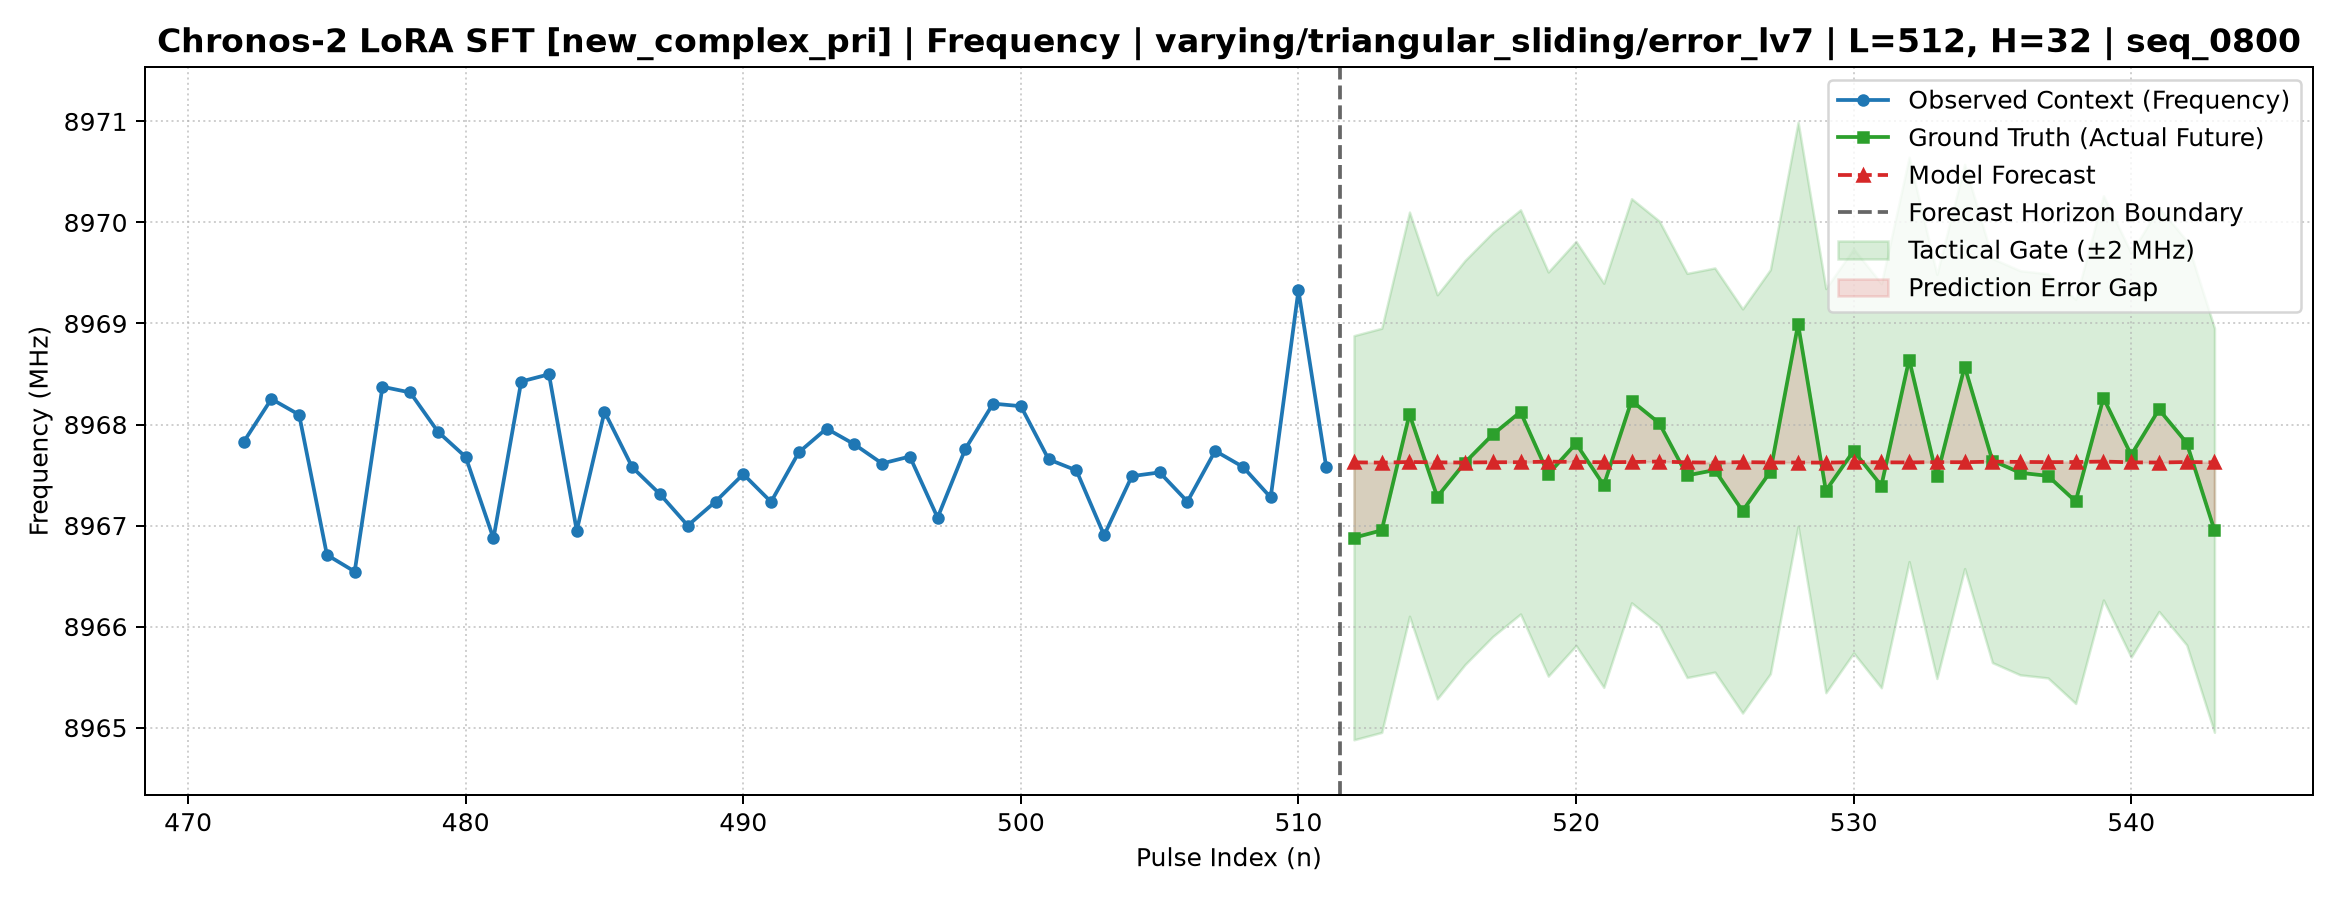 Chronos-2 LoRA SFT [new_complex_pri] | Frequency | varying/triangular_sliding/error_lv7 | L=512, H=32 | seq_0800
Observed Context (Frequency)
Ground Truth (Actual Future)
Model Forecast
Forecast Horizon Boundary
Tactical Gate (±2 MHz)
Prediction Error Gap
Frequency (MHz)
8971
8970
8969
8968
8967
8966
8965
470 480 490 500 510 520 530 540
Pulse Index (n)